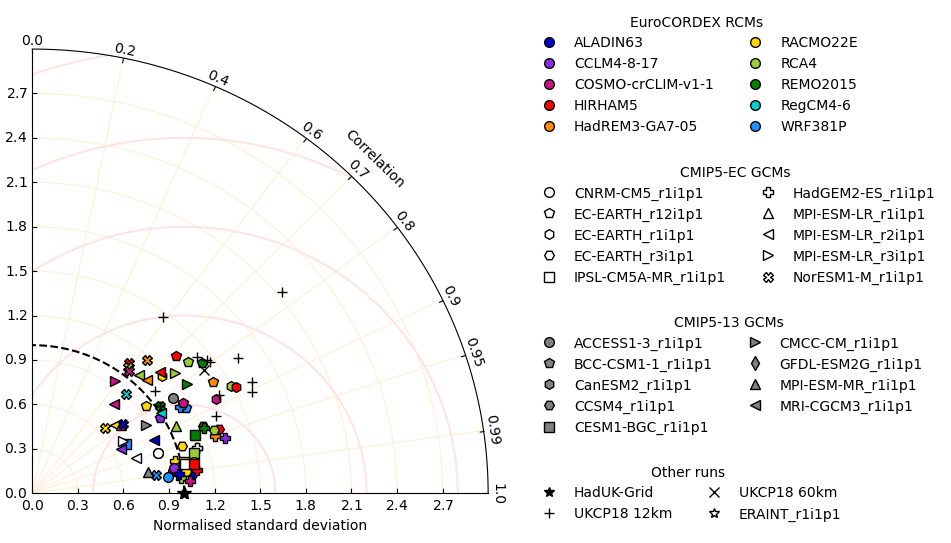 0.0
0.2
0.4
0.6
Correlation
0.7
0.8
0.9
0.95
0.99
1.0
2.7
2.4
2.1
1.8
1.5
1.2
0.9
0.6
0.3
0.0
0.0 0.3 0.6 0.9 1.2 1.5 1.8 2.1 2.4 2.7
Normalised standard deviation
EuroCORDEX RCMs
ALADIN63 RACMO22E
CCLM4-8-17 RCA4
COSMO-crCLIM-v1-1 REMO2015
HIRHAM5 RegCM4-6
HadREM3-GA7-05 WRF381P
CMIP5-EC GCMs
CNRM-CM5_r1i1p1 HadGEM2-ES_r1i1p1
EC-EARTH_r12i1p1 MPI-ESM-LR_r1i1p1
EC-EARTH_r1i1p1 MPI-ESM-LR_r2i1p1
EC-EARTH_r3i1p1 MPI-ESM-LR_r3i1p1
IPSL-CM5A-MR_r1i1p1 NorESM1-M_r1i1p1
CMIP5-13 GCMs
ACCESS1-3_r1i1p1 CMCC-CM_r1i1p1
BCC-CSM1-1_r1i1p1 GFDL-ESM2G_r1i1p1
CanESM2_r1i1p1 MPI-ESM-MR_r1i1p1
CCSM4_r1i1p1 MRI-CGCM3_r1i1p1
CESM1-BGC_r1i1p1
Other runs
HadUK-Grid UKCP18 60km
UKCP18 12km ERAINT_r1i1p1